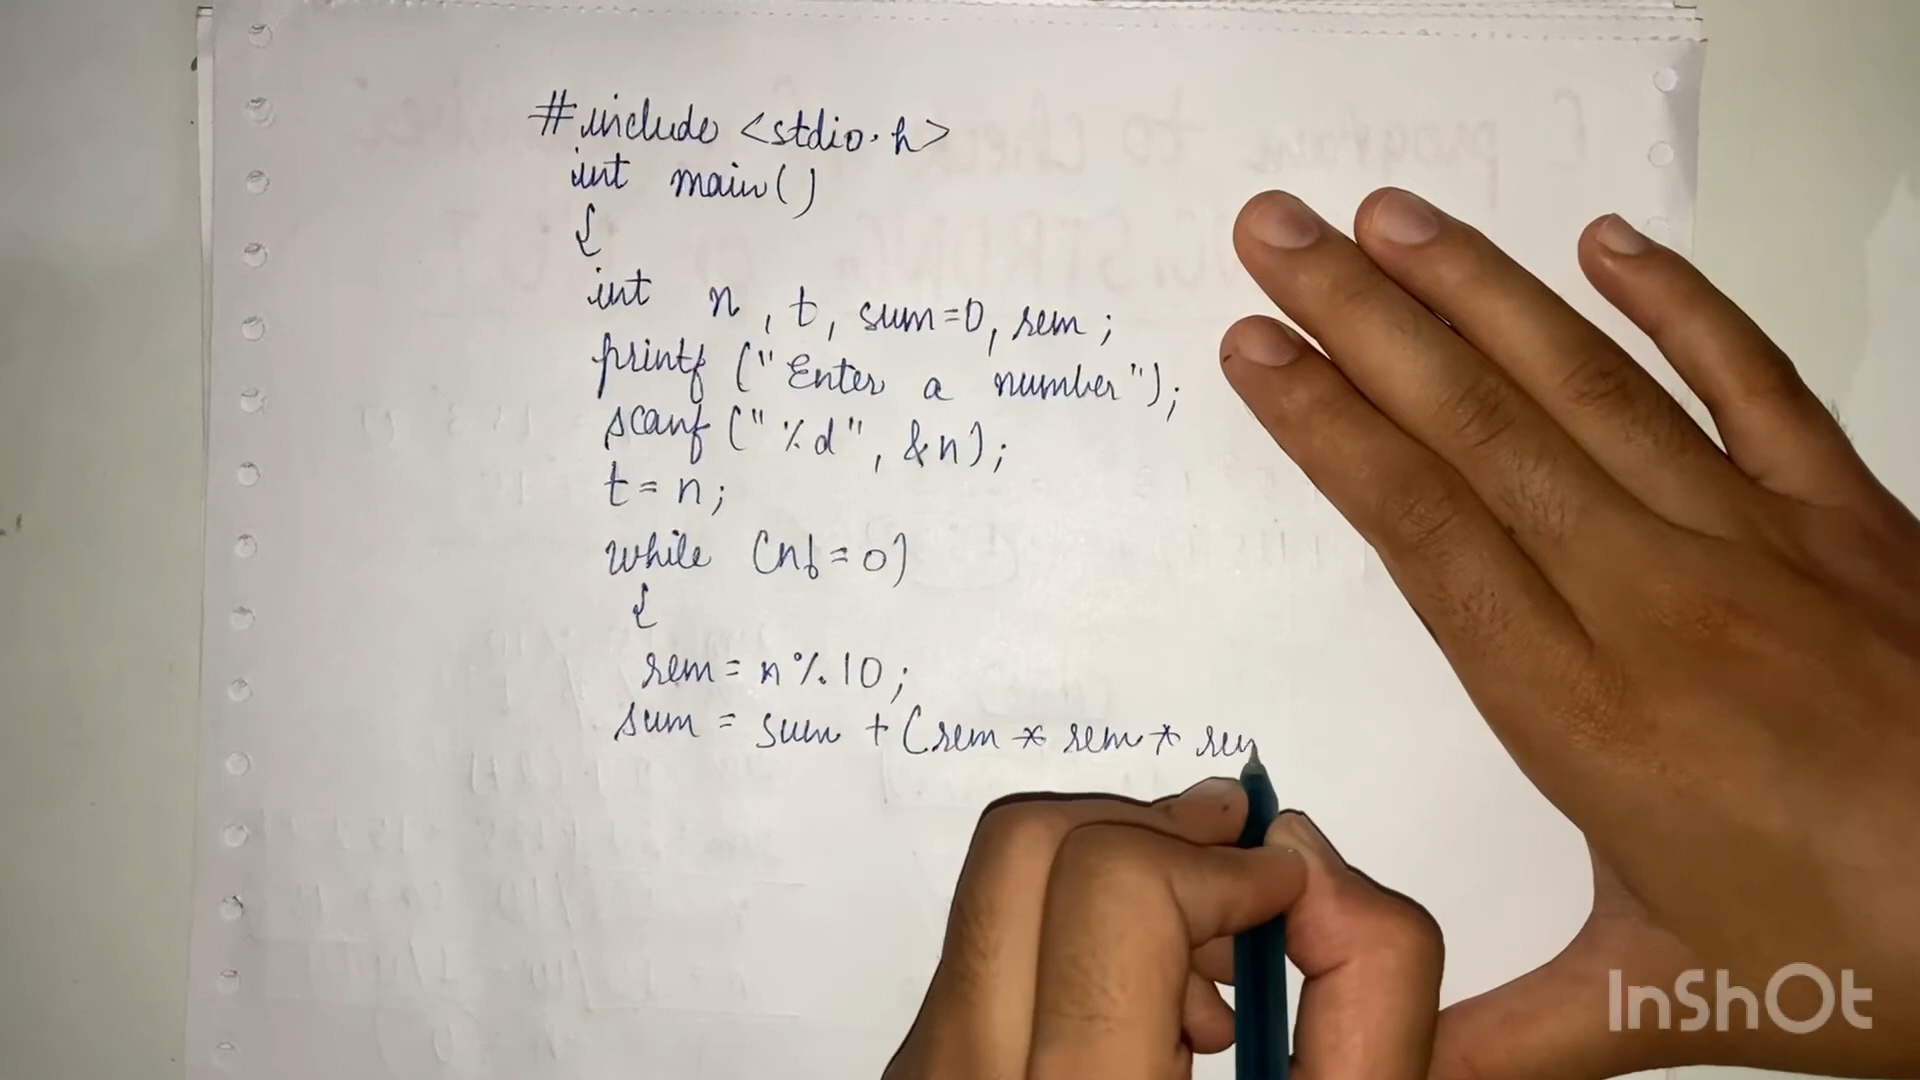 #include <stdio.h>
int main()
{
int n, t, sum=0, rem;
printf ("Enter a number");
scanf ("%d", &n);
t = n;
while (n!=0)
{
rem = n%10;
sum = sum + (rem * rem * rem
InShOt